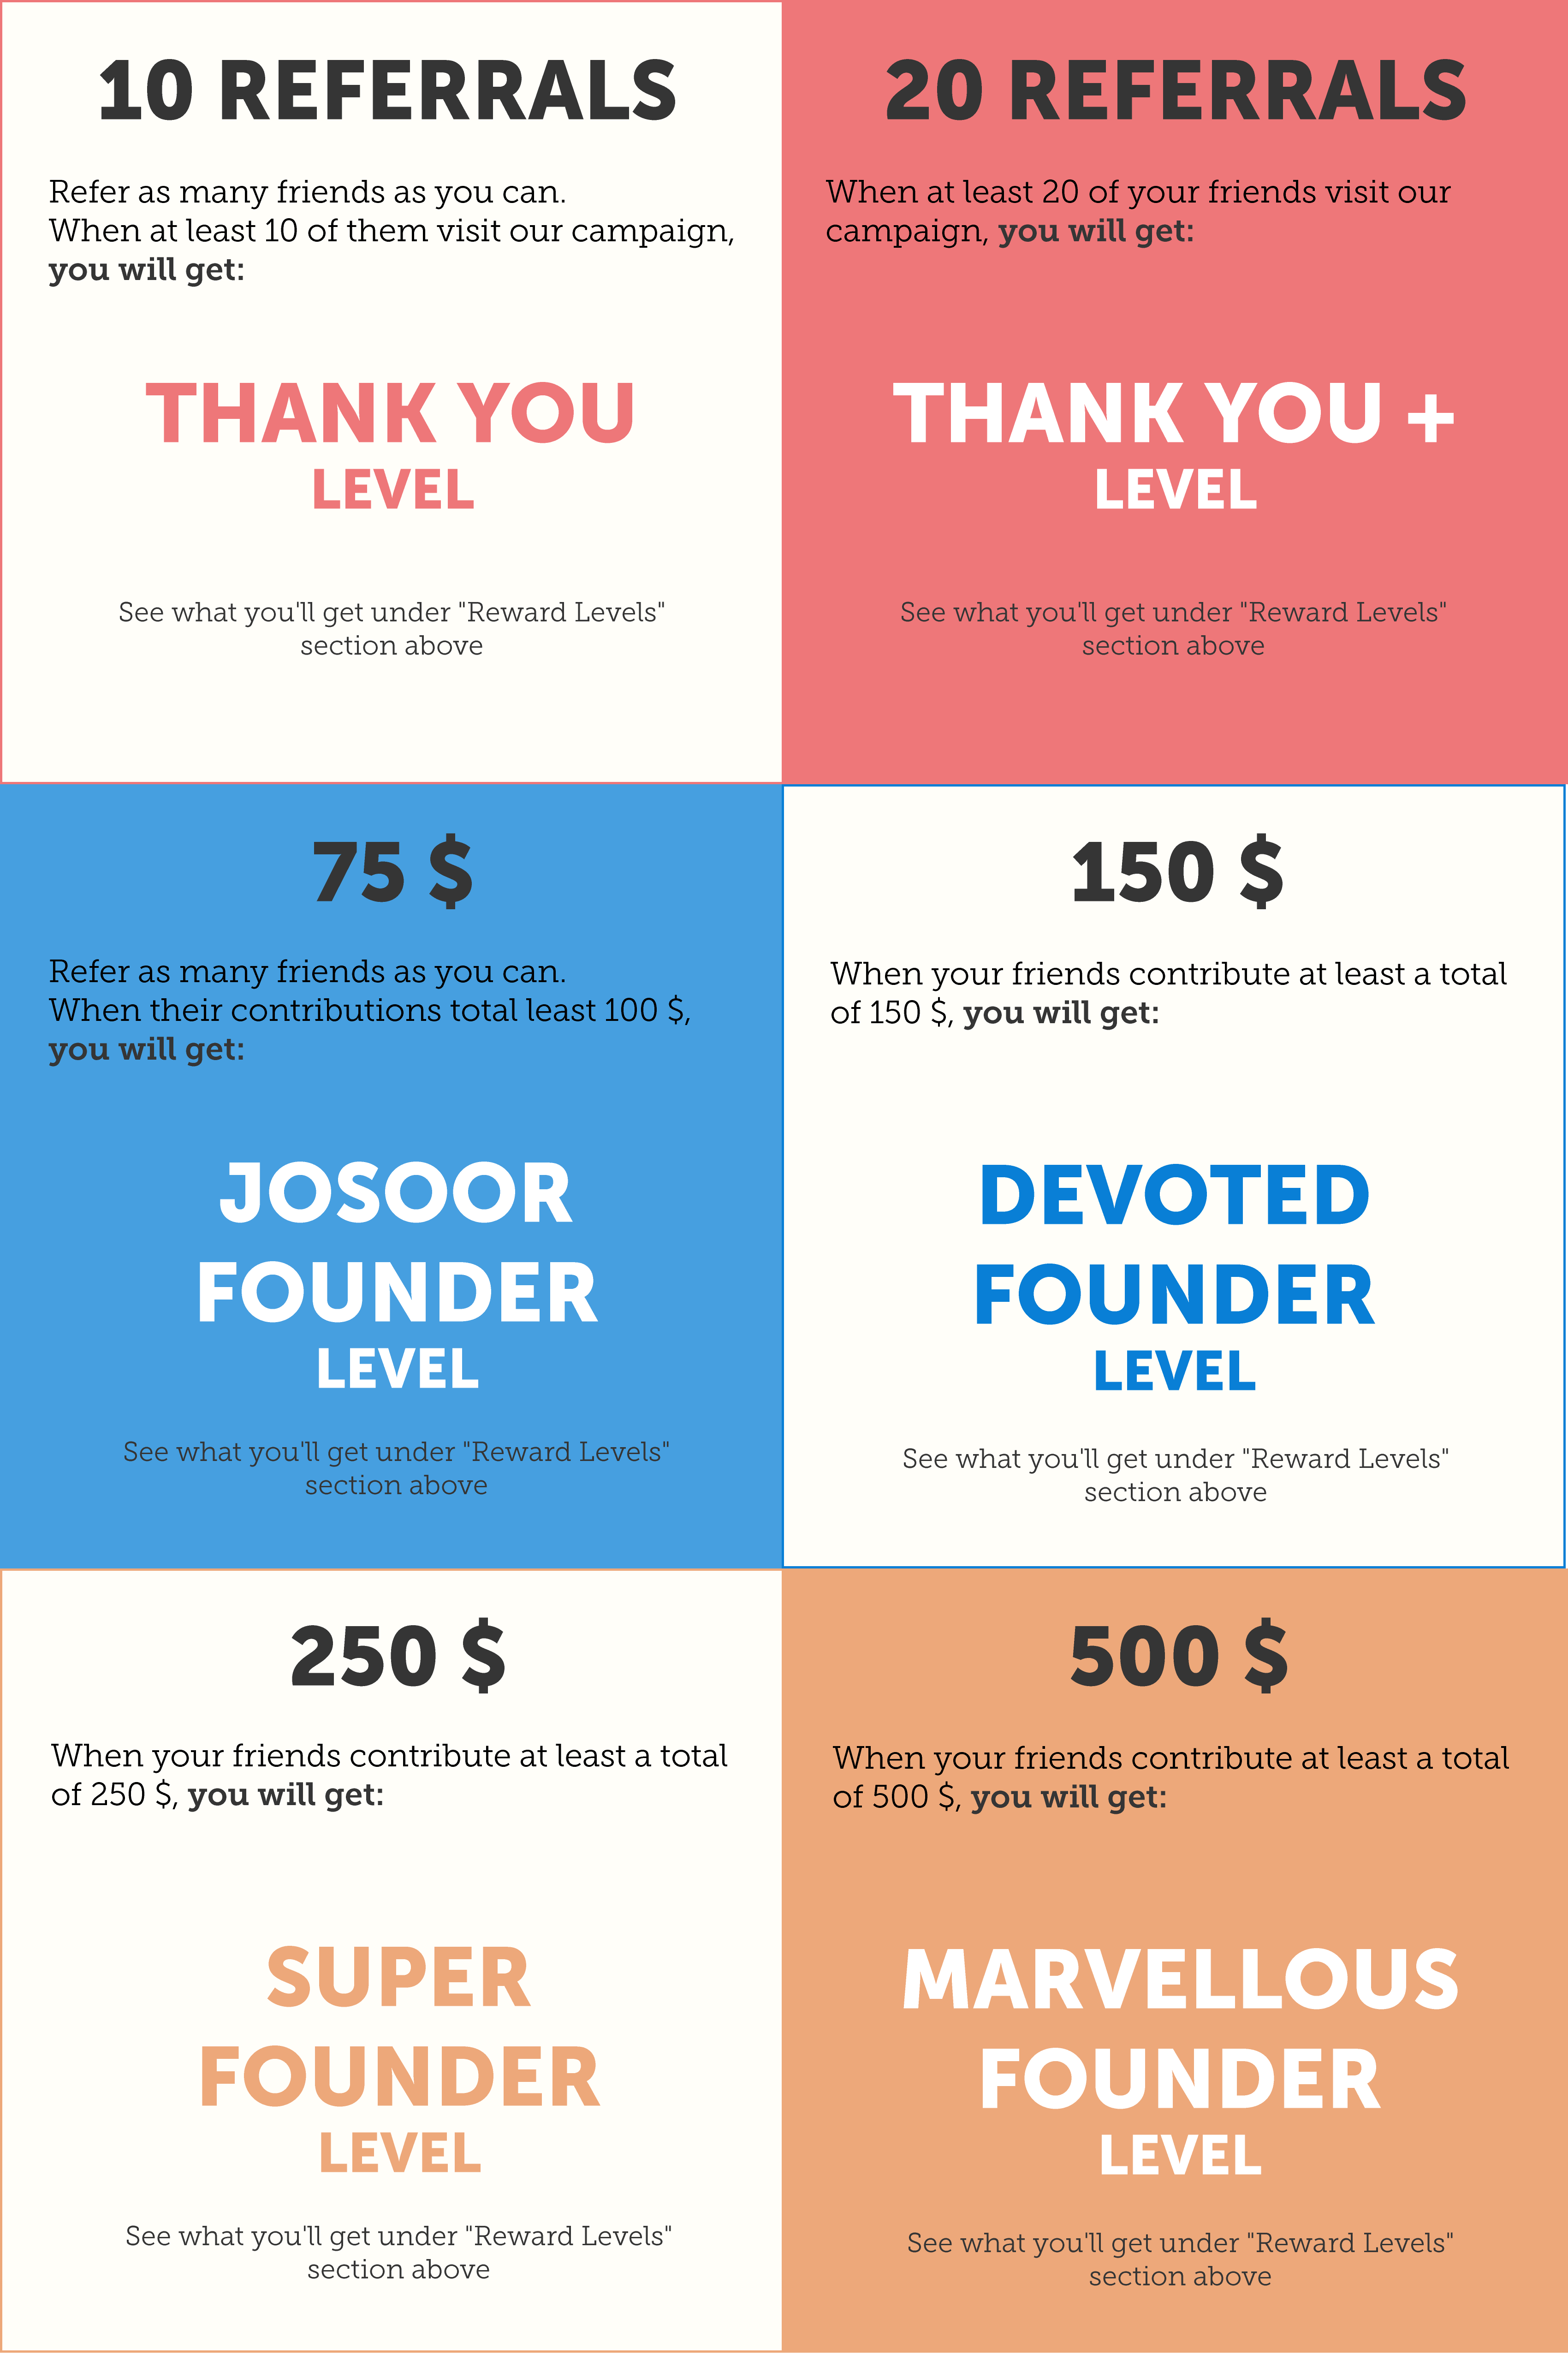 10 REFERRALS
Refer as many friends as you can.
When at least 10 of them visit our campaign,
you will get:
THANK YOU
LEVEL
See what you'll get under "Reward Levels"
section above
20 REFERRALS
When at least 20 of your friends visit our
campaign, you will get:
THANK YOU +
LEVEL
See what you'll get under "Reward Levels"
section above
75 $
Refer as many friends as you can.
When their contributions total least 100 $,
you will get:
JOSOOR
FOUNDER
LEVEL
See what you'll get under "Reward Levels"
section above
150 $
When your friends contribute at least a total
of 150 $, you will get:
DEVOTED
FOUNDER
LEVEL
See what you'll get under "Reward Levels"
section above
250 $
When your friends contribute at least a total
of 250 $, you will get:
SUPER
FOUNDER
LEVEL
See what you'll get under "Reward Levels"
section above
500 $
When your friends contribute at least a total
of 500 $, you will get:
MARVELLOUS
FOUNDER
LEVEL
See what you'll get under "Reward Levels"
section above